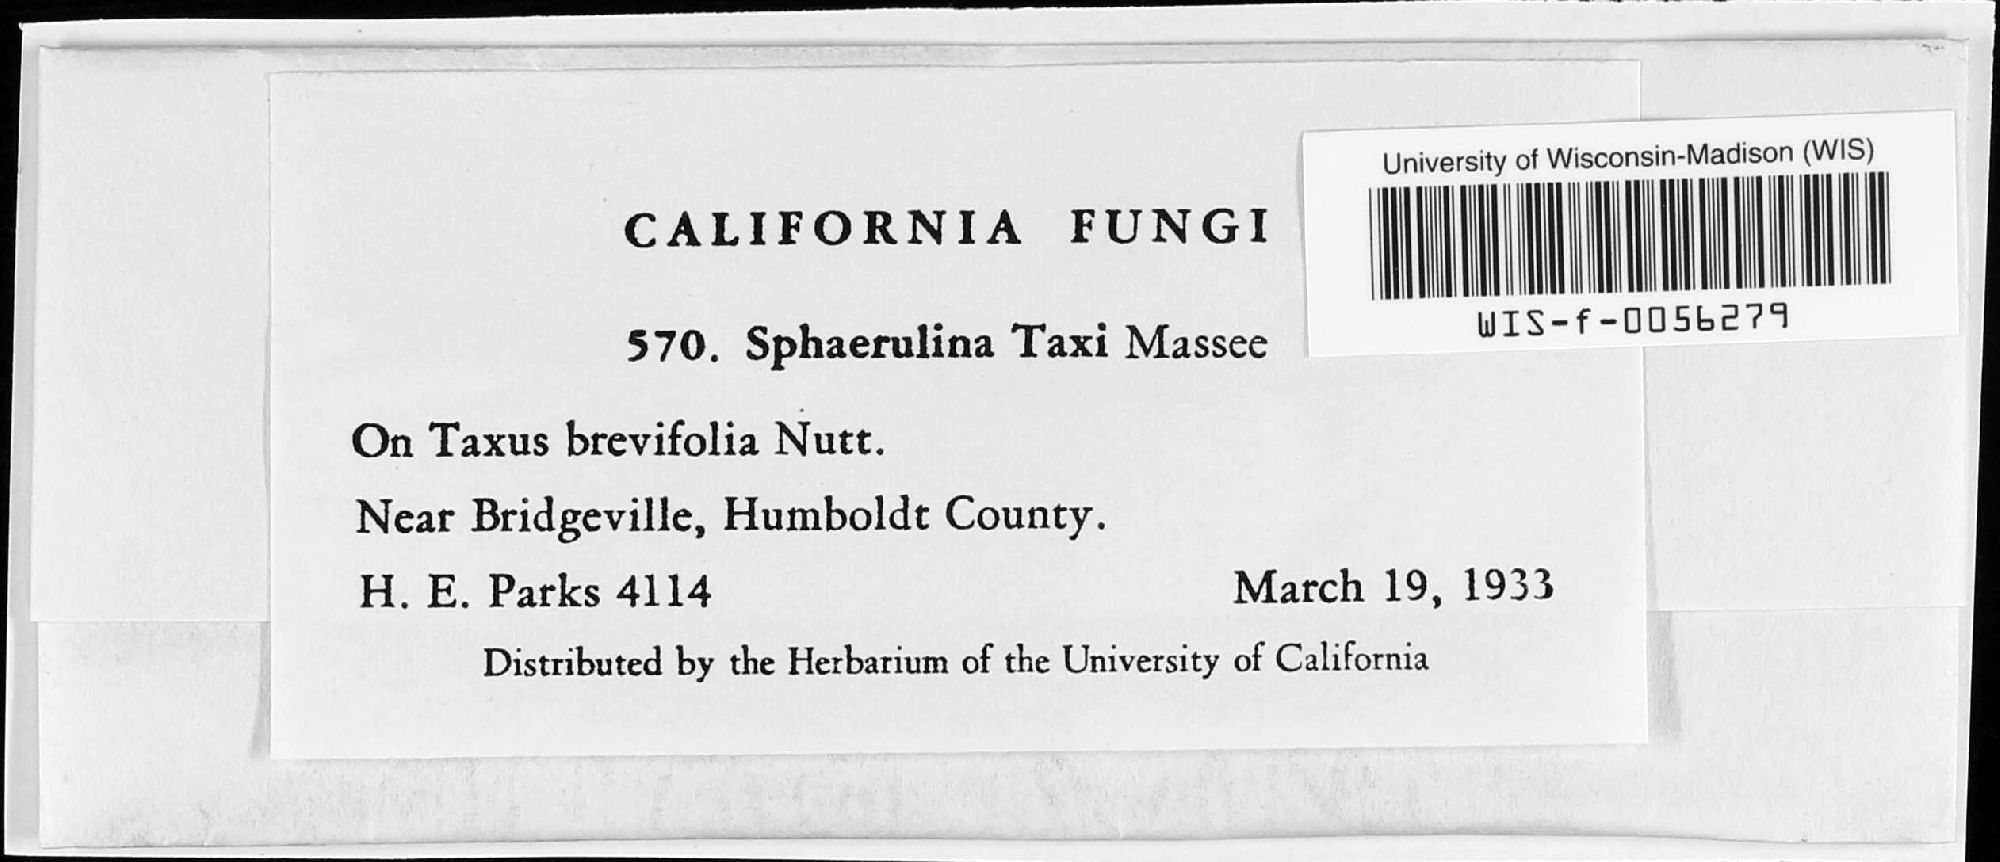 CALIFORNIA FUNGI
570. Sphaerulina Taxi Massee
On Taxus brevifolia Nutt.
Near Bridgeville, Humboldt County.
H. E. Parks 4114 March 19, 1933
Distributed by the Herbarium of the University of California
University of Wisconsin-Madison (WIS)
WIS-f-0056279